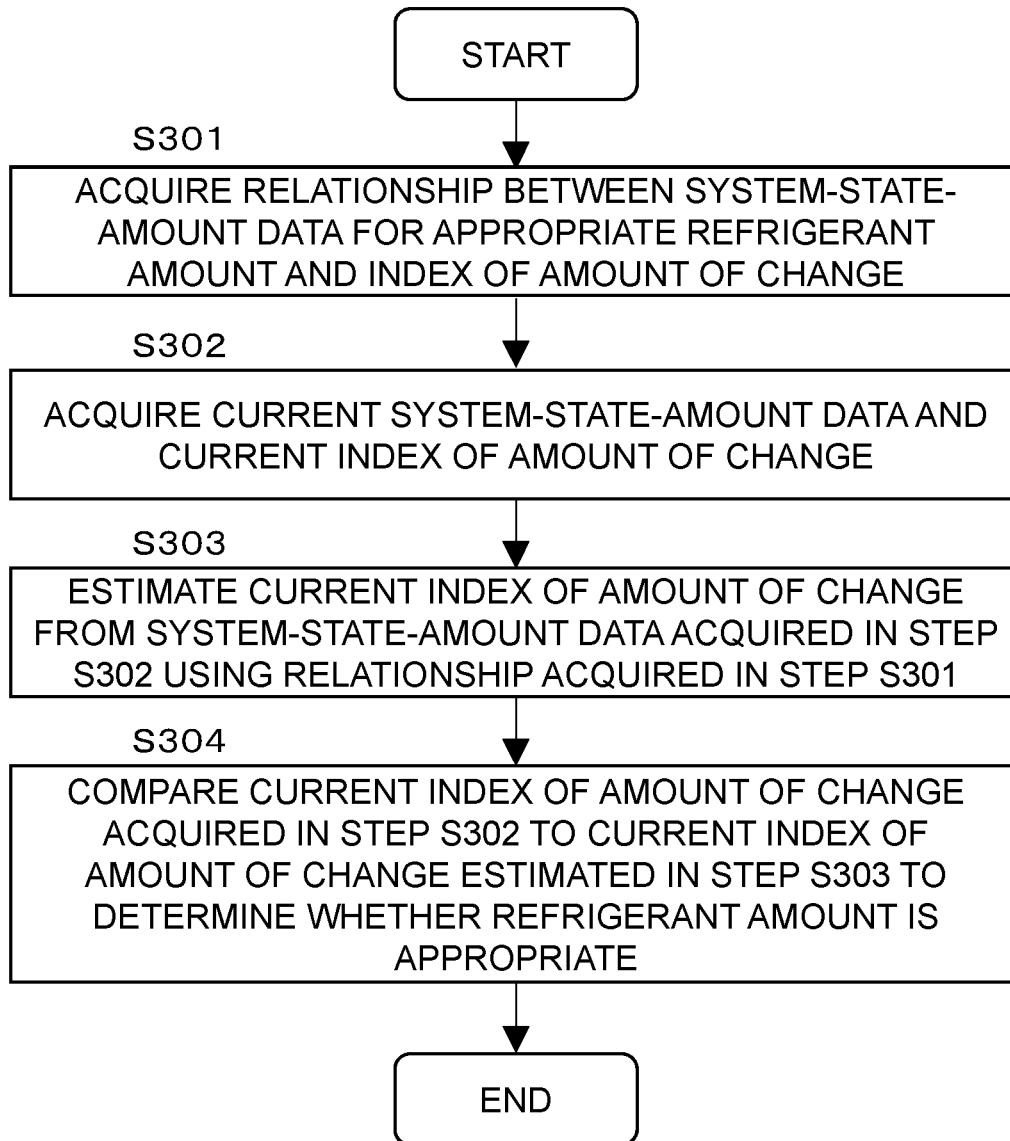 START
S301
ACQUIRE RELATIONSHIP BETWEEN SYSTEM-STATE-
AMOUNT DATA FOR APPROPRIATE REFRIGERANT
AMOUNT AND INDEX OF AMOUNT OF CHANGE
S302
ACQUIRE CURRENT SYSTEM-STATE-AMOUNT DATA AND
CURRENT INDEX OF AMOUNT OF CHANGE
S303
ESTIMATE CURRENT INDEX OF AMOUNT OF CHANGE
FROM SYSTEM-STATE-AMOUNT DATA ACQUIRED IN STEP
S302 USING RELATIONSHIP ACQUIRED IN STEP S301
S304
COMPARE CURRENT INDEX OF AMOUNT OF CHANGE
ACQUIRED IN STEP S302 TO CURRENT INDEX OF
AMOUNT OF CHANGE ESTIMATED IN STEP S303 TO
DETERMINE WHETHER REFRIGERANT AMOUNT IS
APPROPRIATE
END